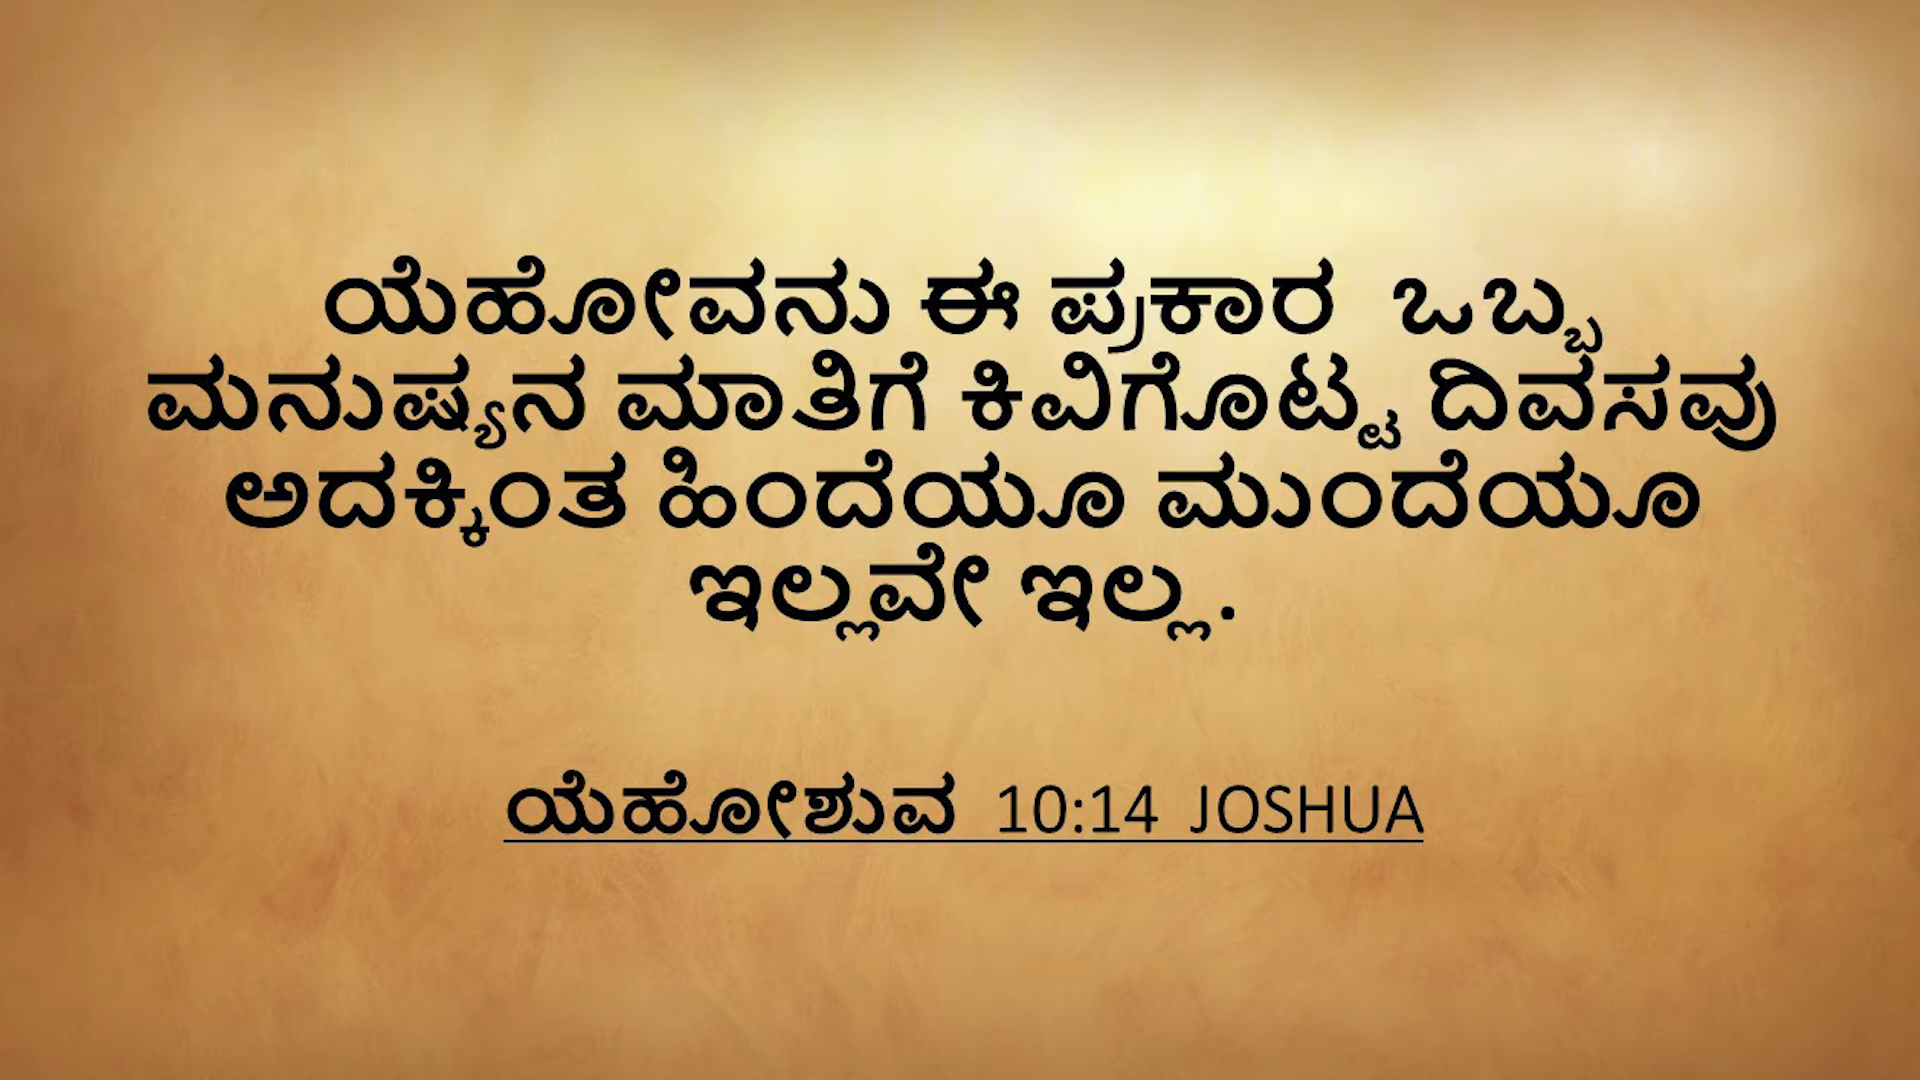 ಯೆಹೋವನು ಈ ಪ್ರಕಾರ ಒಬ್ಬ
ಮನುಷ್ಯನ ಮಾತಿಗೆ ಕಿವಿಗೊಟ್ಟ ದಿವಸವು
ಅದಕ್ಕಿಂತ ಹಿಂದೆಯೂ ಮುಂದೆಯೂ
ಇಲ್ಲವೇ ಇಲ್ಲ.
ಯೆಹೋಶುವ 10:14 JOSHUA